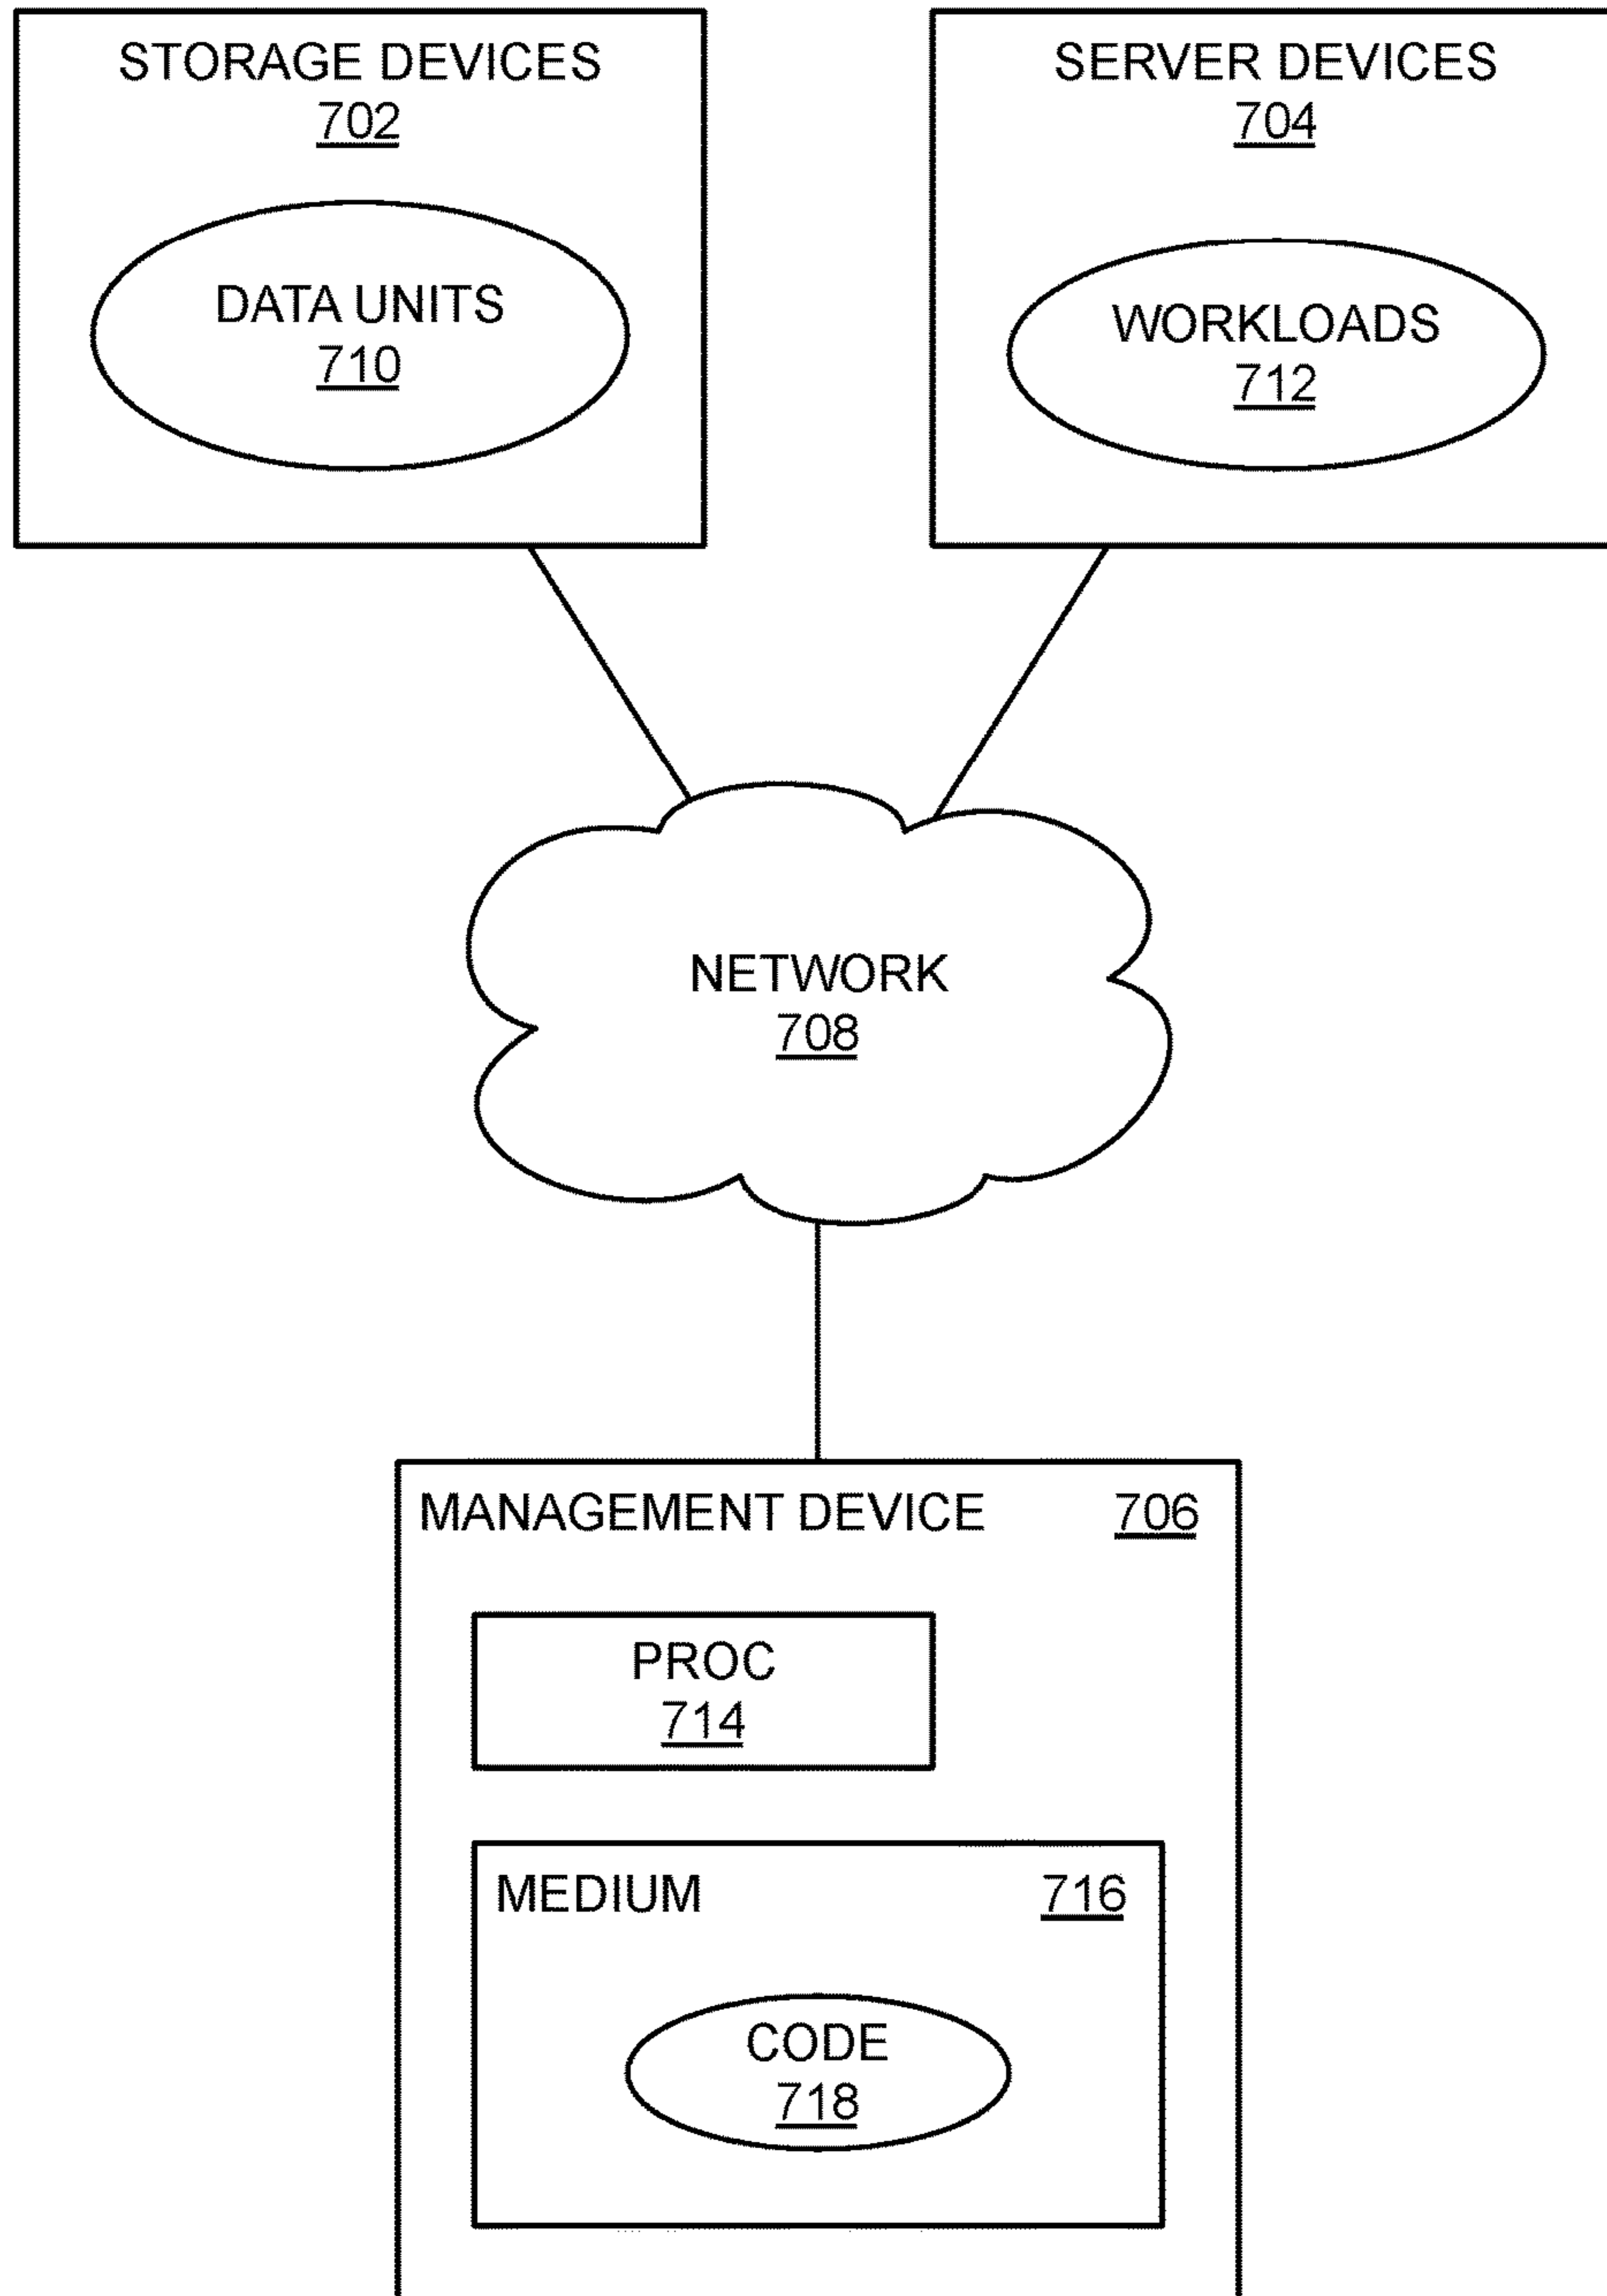 STORAGE DEVICES
702
DATA UNITS
710
SERVER DEVICES
704
WORKLOADS
712
NETWORK
708
MANAGEMENT DEVICE 706
PROC
714
MEDIUM 716
CODE
718